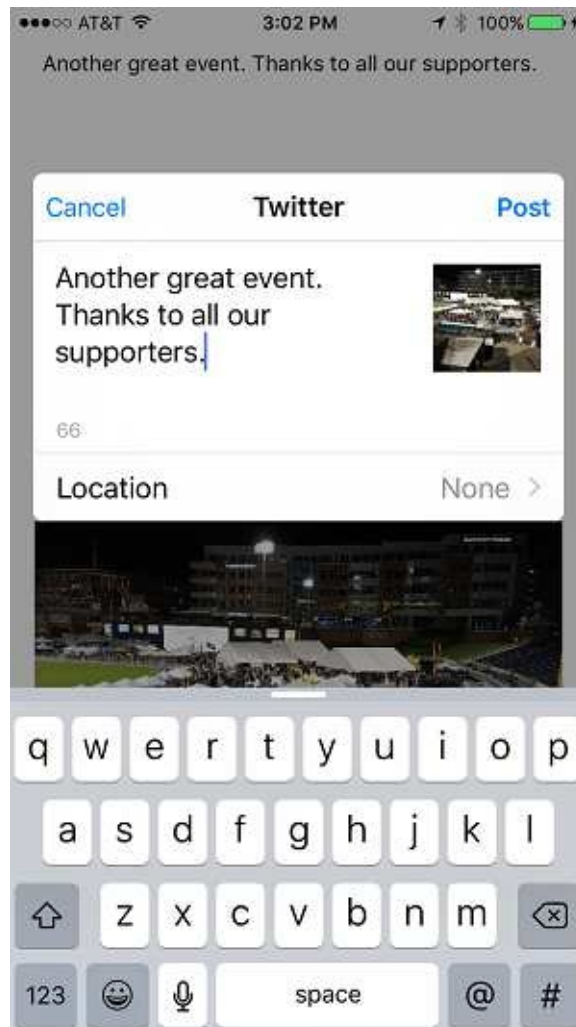 AT&T 3:02 PM 100%
Another great event. Thanks to all our supporters.
Cancel Twitter Post
Another great event.
Thanks to all our
supporters.
66
Location None >
q w e r t y u i o p
a s d f g h j k l
z x c v b n m
123 space @ #